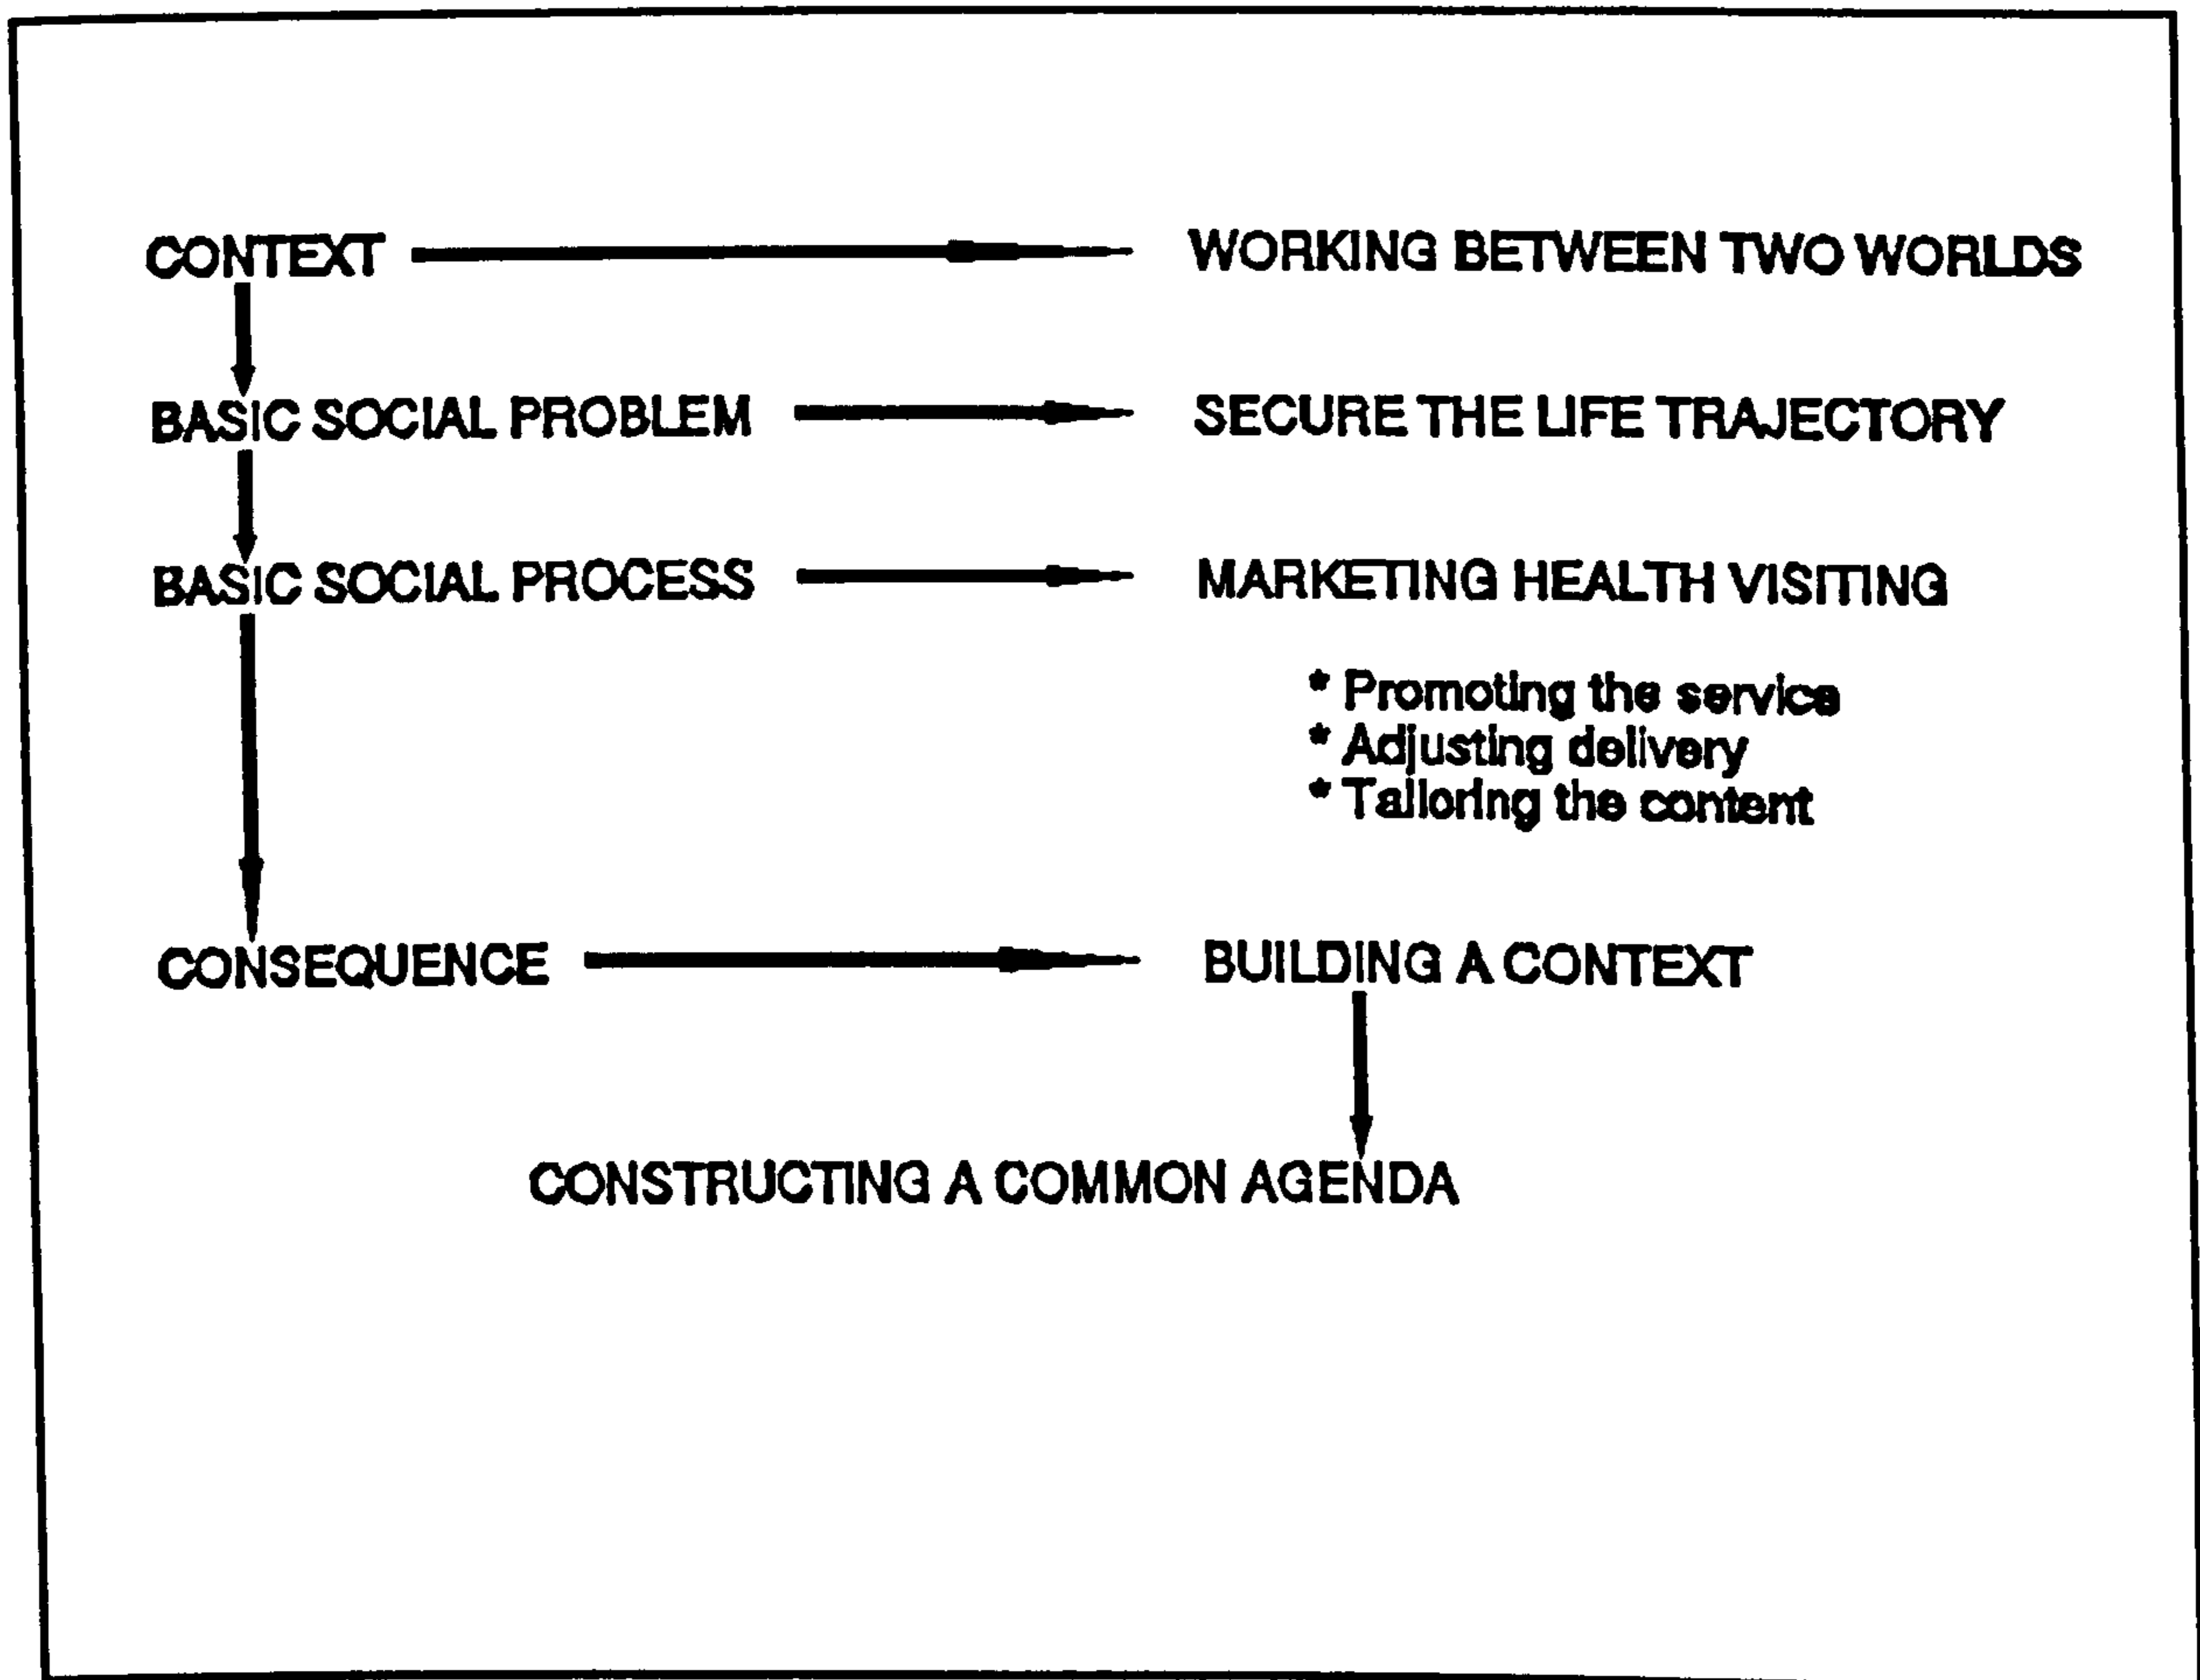 CONTEXT WORKING BETWEEN TWO WORLDS
BASIC SOCIAL PROBLEM SECURE THE LIFE TRAJECTORY
BASIC SOCIAL PROCESS MARKETING HEALTH VISITING
* Promoting the service
* Adjusting delivery
* Tailoring the content
CONSEQUENCE BUILDING A CONTEXT
CONSTRUCTING A COMMON AGENDA